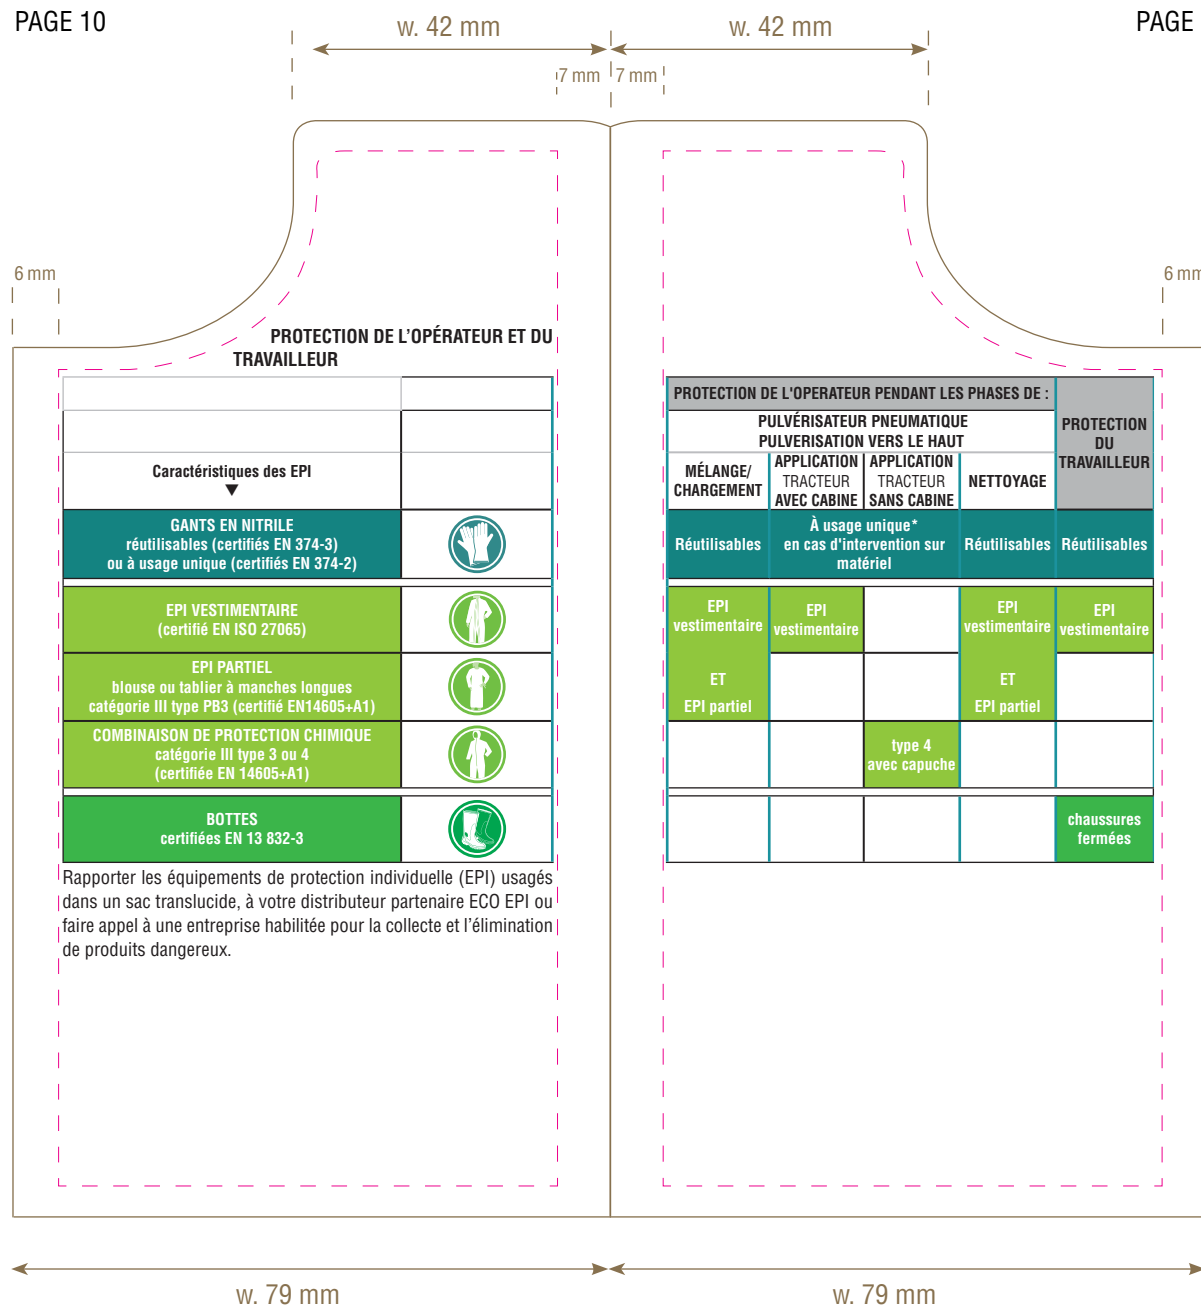 PAGE 10
PAGE
w. 42 mm
w. 42 mm
7 mm
7 mm
6 mm
6 mm
PROTECTION DE L’OPÉRATEUR ET DU
TRAVAILLEUR
Caractéristiques des EPI
▼
GANTS EN NITRILE
réutilisables (certifiés EN 374-3)
ou à usage unique (certifiés EN 374-2)
EPI VESTIMENTAIRE
(certifié EN ISO 27065)
EPI PARTIEL
blouse ou tablier à manches longues
catégorie III type PB3 (certifié EN14605+A1)
COMBINAISON DE PROTECTION CHIMIQUE
catégorie III type 3 ou 4
(certifiée EN 14605+A1)
BOTTES
certifiées EN 13 832-3
Rapporter les équipements de protection individuelle (EPI) usagés
dans un sac translucide, à votre distributeur partenaire ECO EPI ou
faire appel à une entreprise habilitée pour la collecte et l’élimination
de produits dangereux.
PROTECTION DE L'OPERATEUR PENDANT LES PHASES DE :
PULVÉRISATEUR PNEUMATIQUE
PULVERISATION VERS LE HAUT
PROTECTION
DU
TRAVAILLEUR
MÉLANGE/
CHARGEMENT
APPLICATION
TRACTEUR
AVEC CABINE
APPLICATION
TRACTEUR
SANS CABINE
NETTOYAGE
Réutilisables
À usage unique*
en cas d'intervention sur
matériel
Réutilisables
Réutilisables
EPI
vestimentaire
EPI
vestimentaire
EPI
vestimentaire
EPI
vestimentaire
ET
EPI partiel
ET
EPI partiel
type 4
avec capuche
chaussures
fermées
w. 79 mm
w. 79 mm